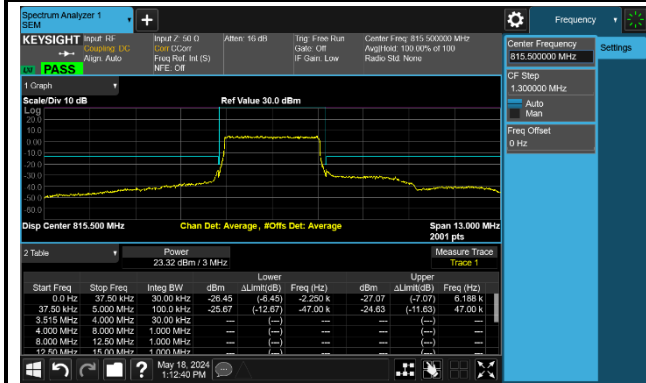 Spectrum Analyzer 1
SEM
Frequency
KEYSIGHT Input: RF
Coupling: DC
Align: Auto
Input Z: 50 Ω
Corr CCorr
Freq Ref: Int (S)
NFE: Off
Atten: 16 dB
Trig: Free Run
Gate: Off
IF Gain: Low
Center Freq: 815.500000 MHz
Avg|Hold: 100.00% of 100
Radio Std: None
PASS
Center Frequency
815.500000 MHz
Settings
CF Step
1.300000 MHz
Auto
Man
Freq Offset
0 Hz
1 Graph
Scale/Div 10 dB
Ref Value 30.0 dBm
Log
20.0
10.0
0.00
-10.0
-20.0
-30.0
-40.0
-50.0
-60.0
Disp Center 815.500 MHz
Chan Det: Average, #Offs Det: Average
Span 13.000 MHz
2001 pts
2 Table
Power
23.32 dBm / 3 MHz
Measure Trace
Trace 1
Lower Upper
Start Freq Stop Freq Integ BW dBm ΔLimit(dB) Freq (Hz) dBm ΔLimit(dB) Freq (Hz)
0.0 Hz 37.50 kHz 30.00 kHz -26.45 (-6.45) -2.250 k -27.07 (-7.07) 6.188 k
37.50 kHz 5.000 MHz 100.0 kHz -25.67 (-12.67) -47.00 k -24.63 (-11.63) 47.00 k
3.515 MHz 4.000 MHz 30.00 kHz --- (---) --- --- (---) ---
4.000 MHz 8.000 MHz 1.000 MHz --- (---) --- --- (---) ---
8.000 MHz 12.50 MHz 1.000 MHz --- (---) --- --- (---) ---
12.50 MHz 15.00 MHz 1.000 MHz --- (---) --- --- (---) ---
May 18, 2024
1:12:40 PM